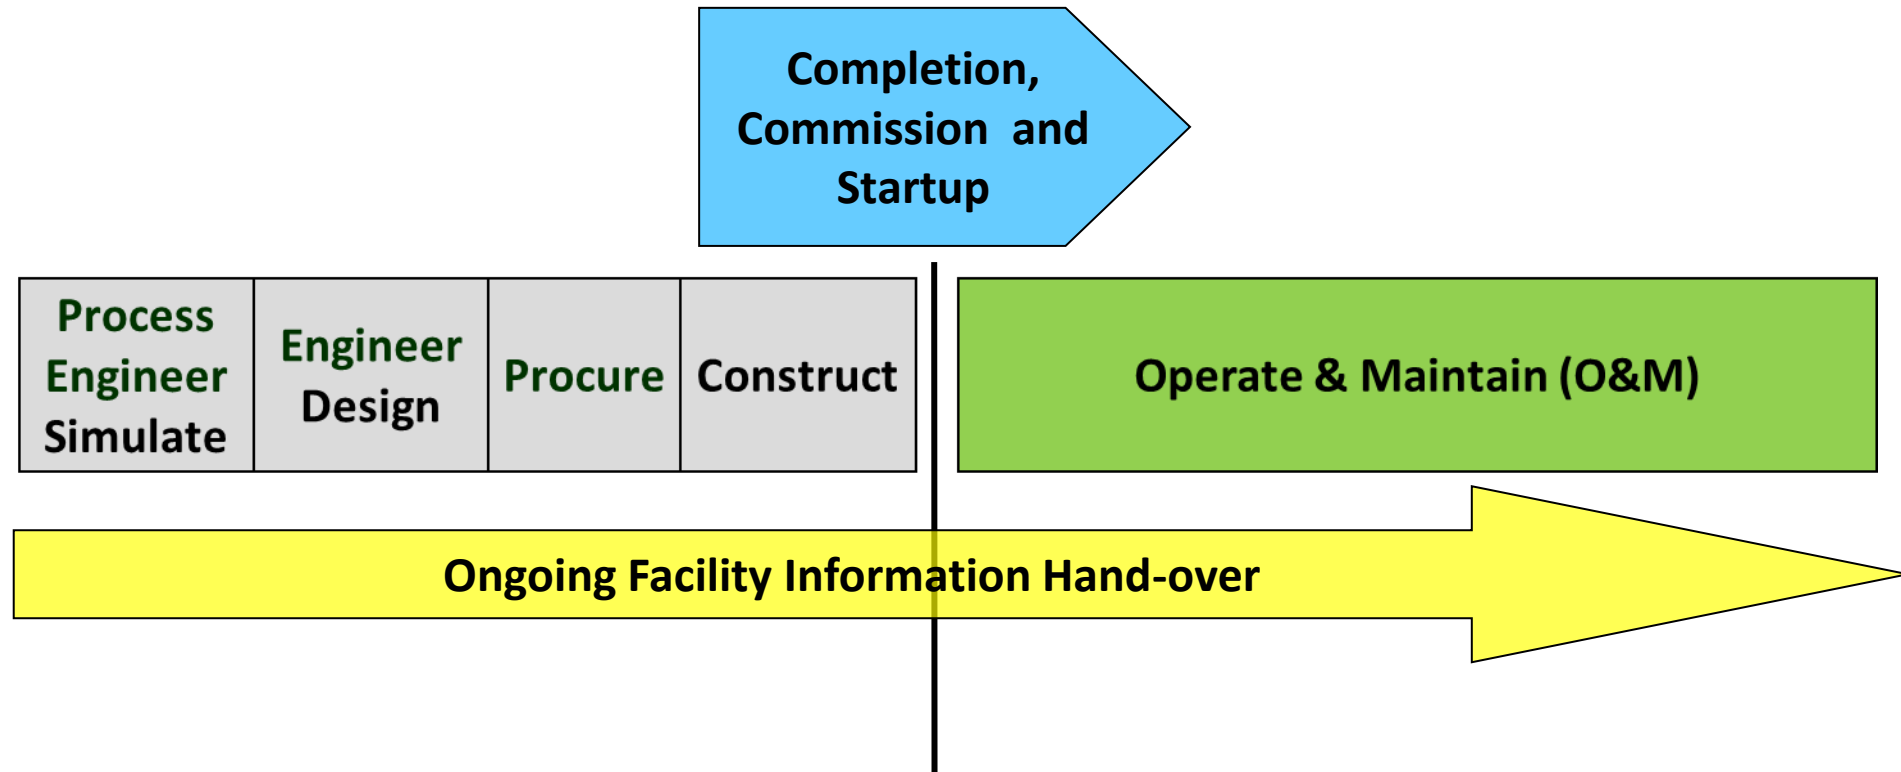 Completion,
Commission  and
Startup
Process
Engineer
Simulate
Engineer
Design
Procure
Construct
Operate & Maintain (O&M)
Ongoing Facility Information Hand-over